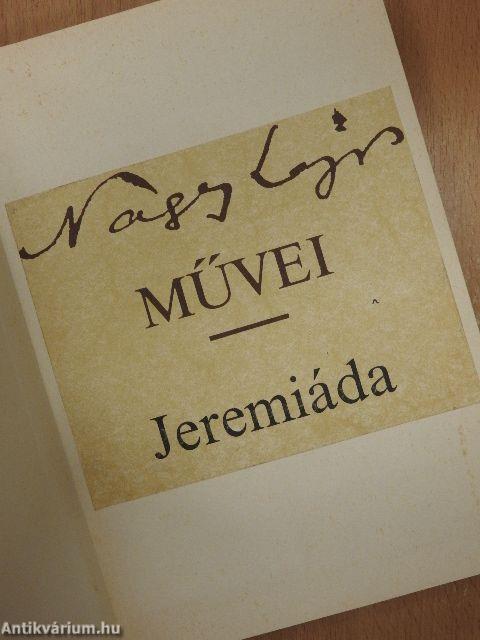 Nagy Lajos
MŰVEI
Jeremiáda
Antikvárium.hu